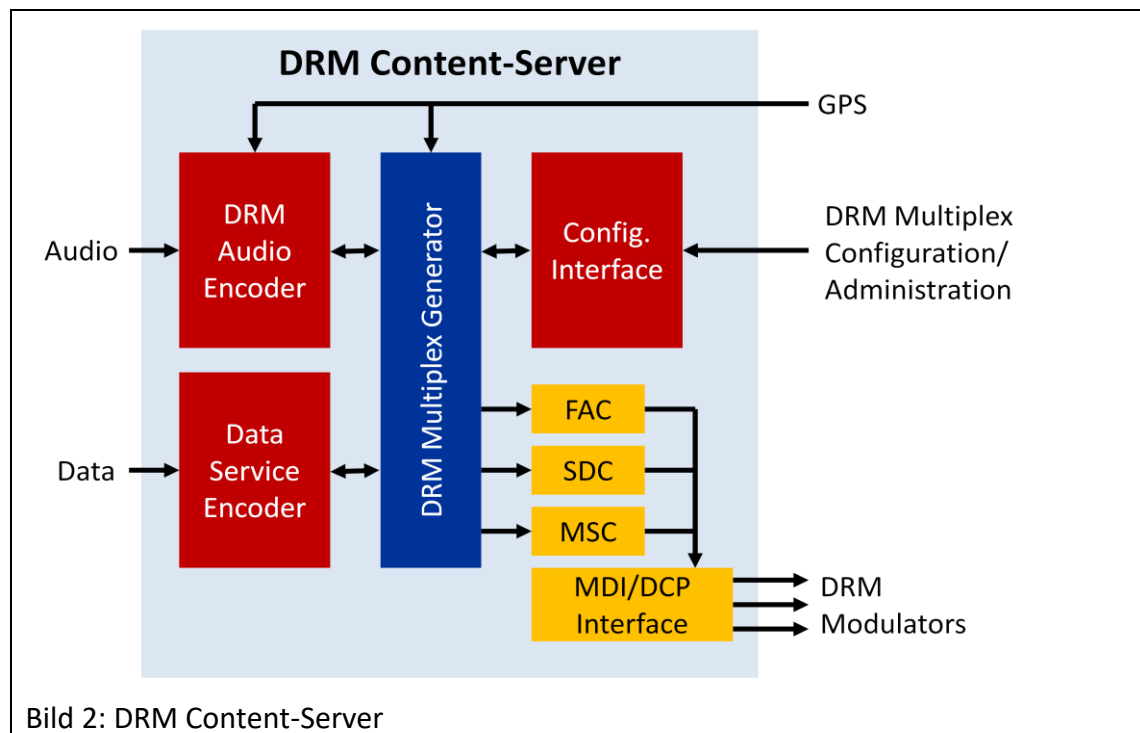 DRM Content-Server
GPS
DRM
Audio
Encoder
DRM Multiplex Generator
Config.
Interface
DRM Multiplex
Configuration/
Administration
Audio
Data
Service
Encoder
Data
FAC
SDC
MSC
MDI/DCP
Interface
DRM
Modulators
Bild 2: DRM Content-Server